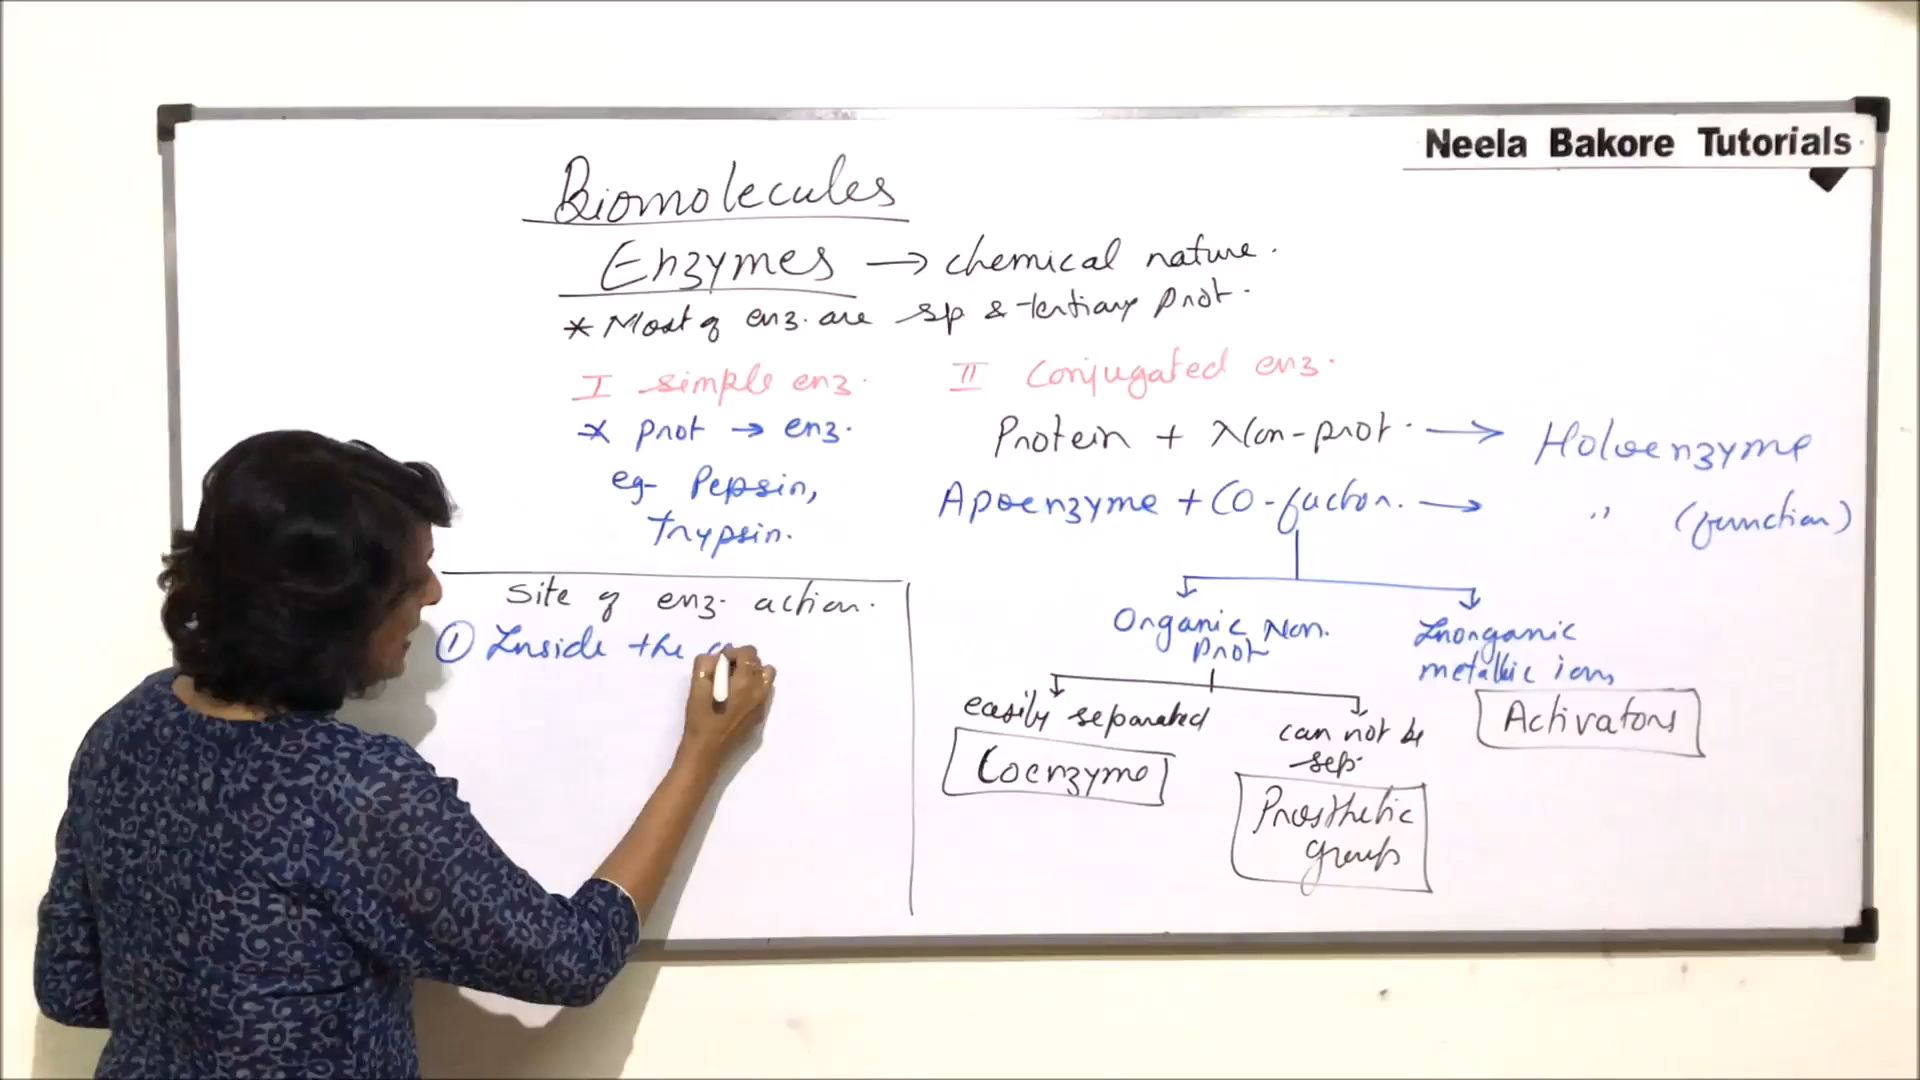 Neela Bakore Tutorials
Biomolecules
Enzymes → chemical nature.
* Most of enz. are sp & tertiary prot.
I simple enz.
* prot → enz.
eg- Pepsin,
Trypsin.
II Conjugated enz.
Protein + Non-prot. → Holoenzyme
Apoenzyme + Co-factor. → " (function)
Organic Non.
Prot
Inorganic
metallic ions
Activators
easily separated
Coenzyme
can not be
sep.
Prosthetic
groups
Site of enz. action.
① Inside the